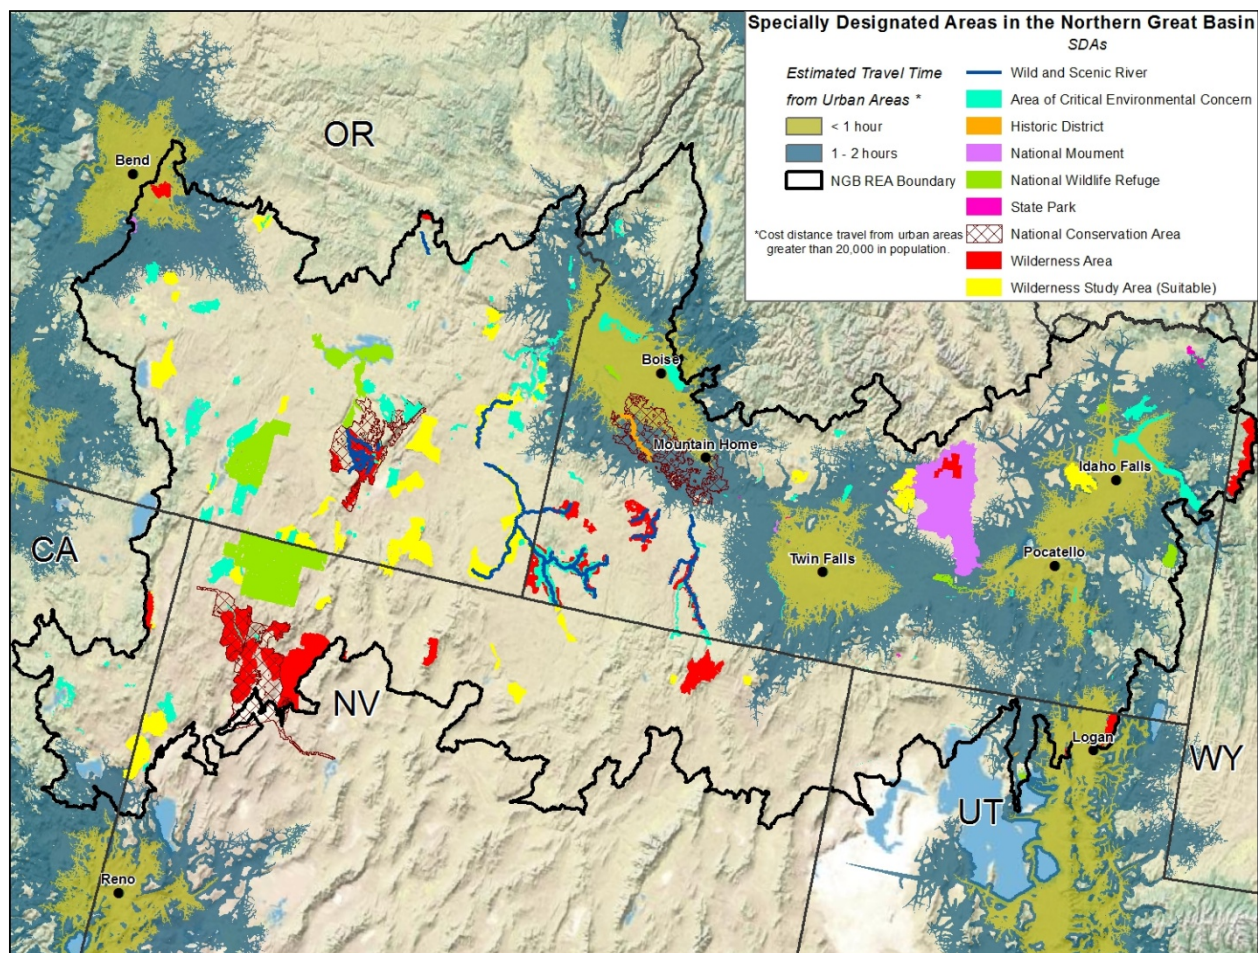 Specially Designated Areas in the Northern Great Basin
SDAs
Estimated Travel Time
from Urban Areas *
< 1 hour
1 - 2 hours
NGB REA Boundary
*Cost distance travel from urban areas
greater than 20,000 in population.
Wild and Scenic River
Area of Critical Environmental Concern
Historic District
National Moument
National Wildlife Refuge
State Park
National Conservation Area
Wilderness Area
Wilderness Study Area (Suitable)
OR
Bend
Boise
Mountain Home
Idaho Falls
CA
Twin Falls
Pocatello
NV
Logan
WY
UT
Reno